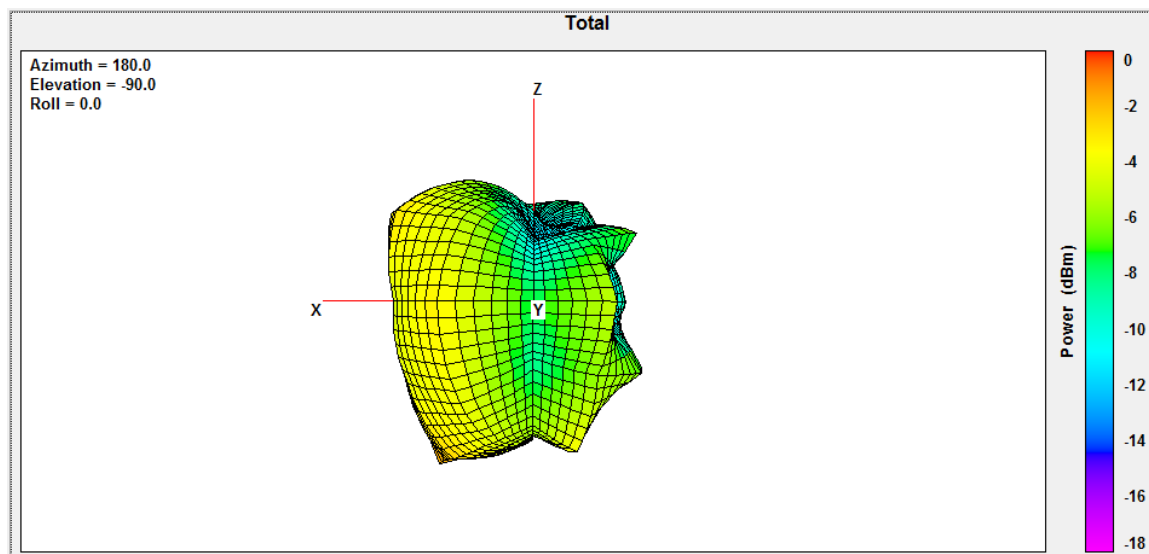 Total
Azimuth = 180.0
Elevation = -90.0
Roll = 0.0
Z
X
Y
0
-2
-4
-6
-8
-10
-12
-14
-16
-18
Power (dBm)